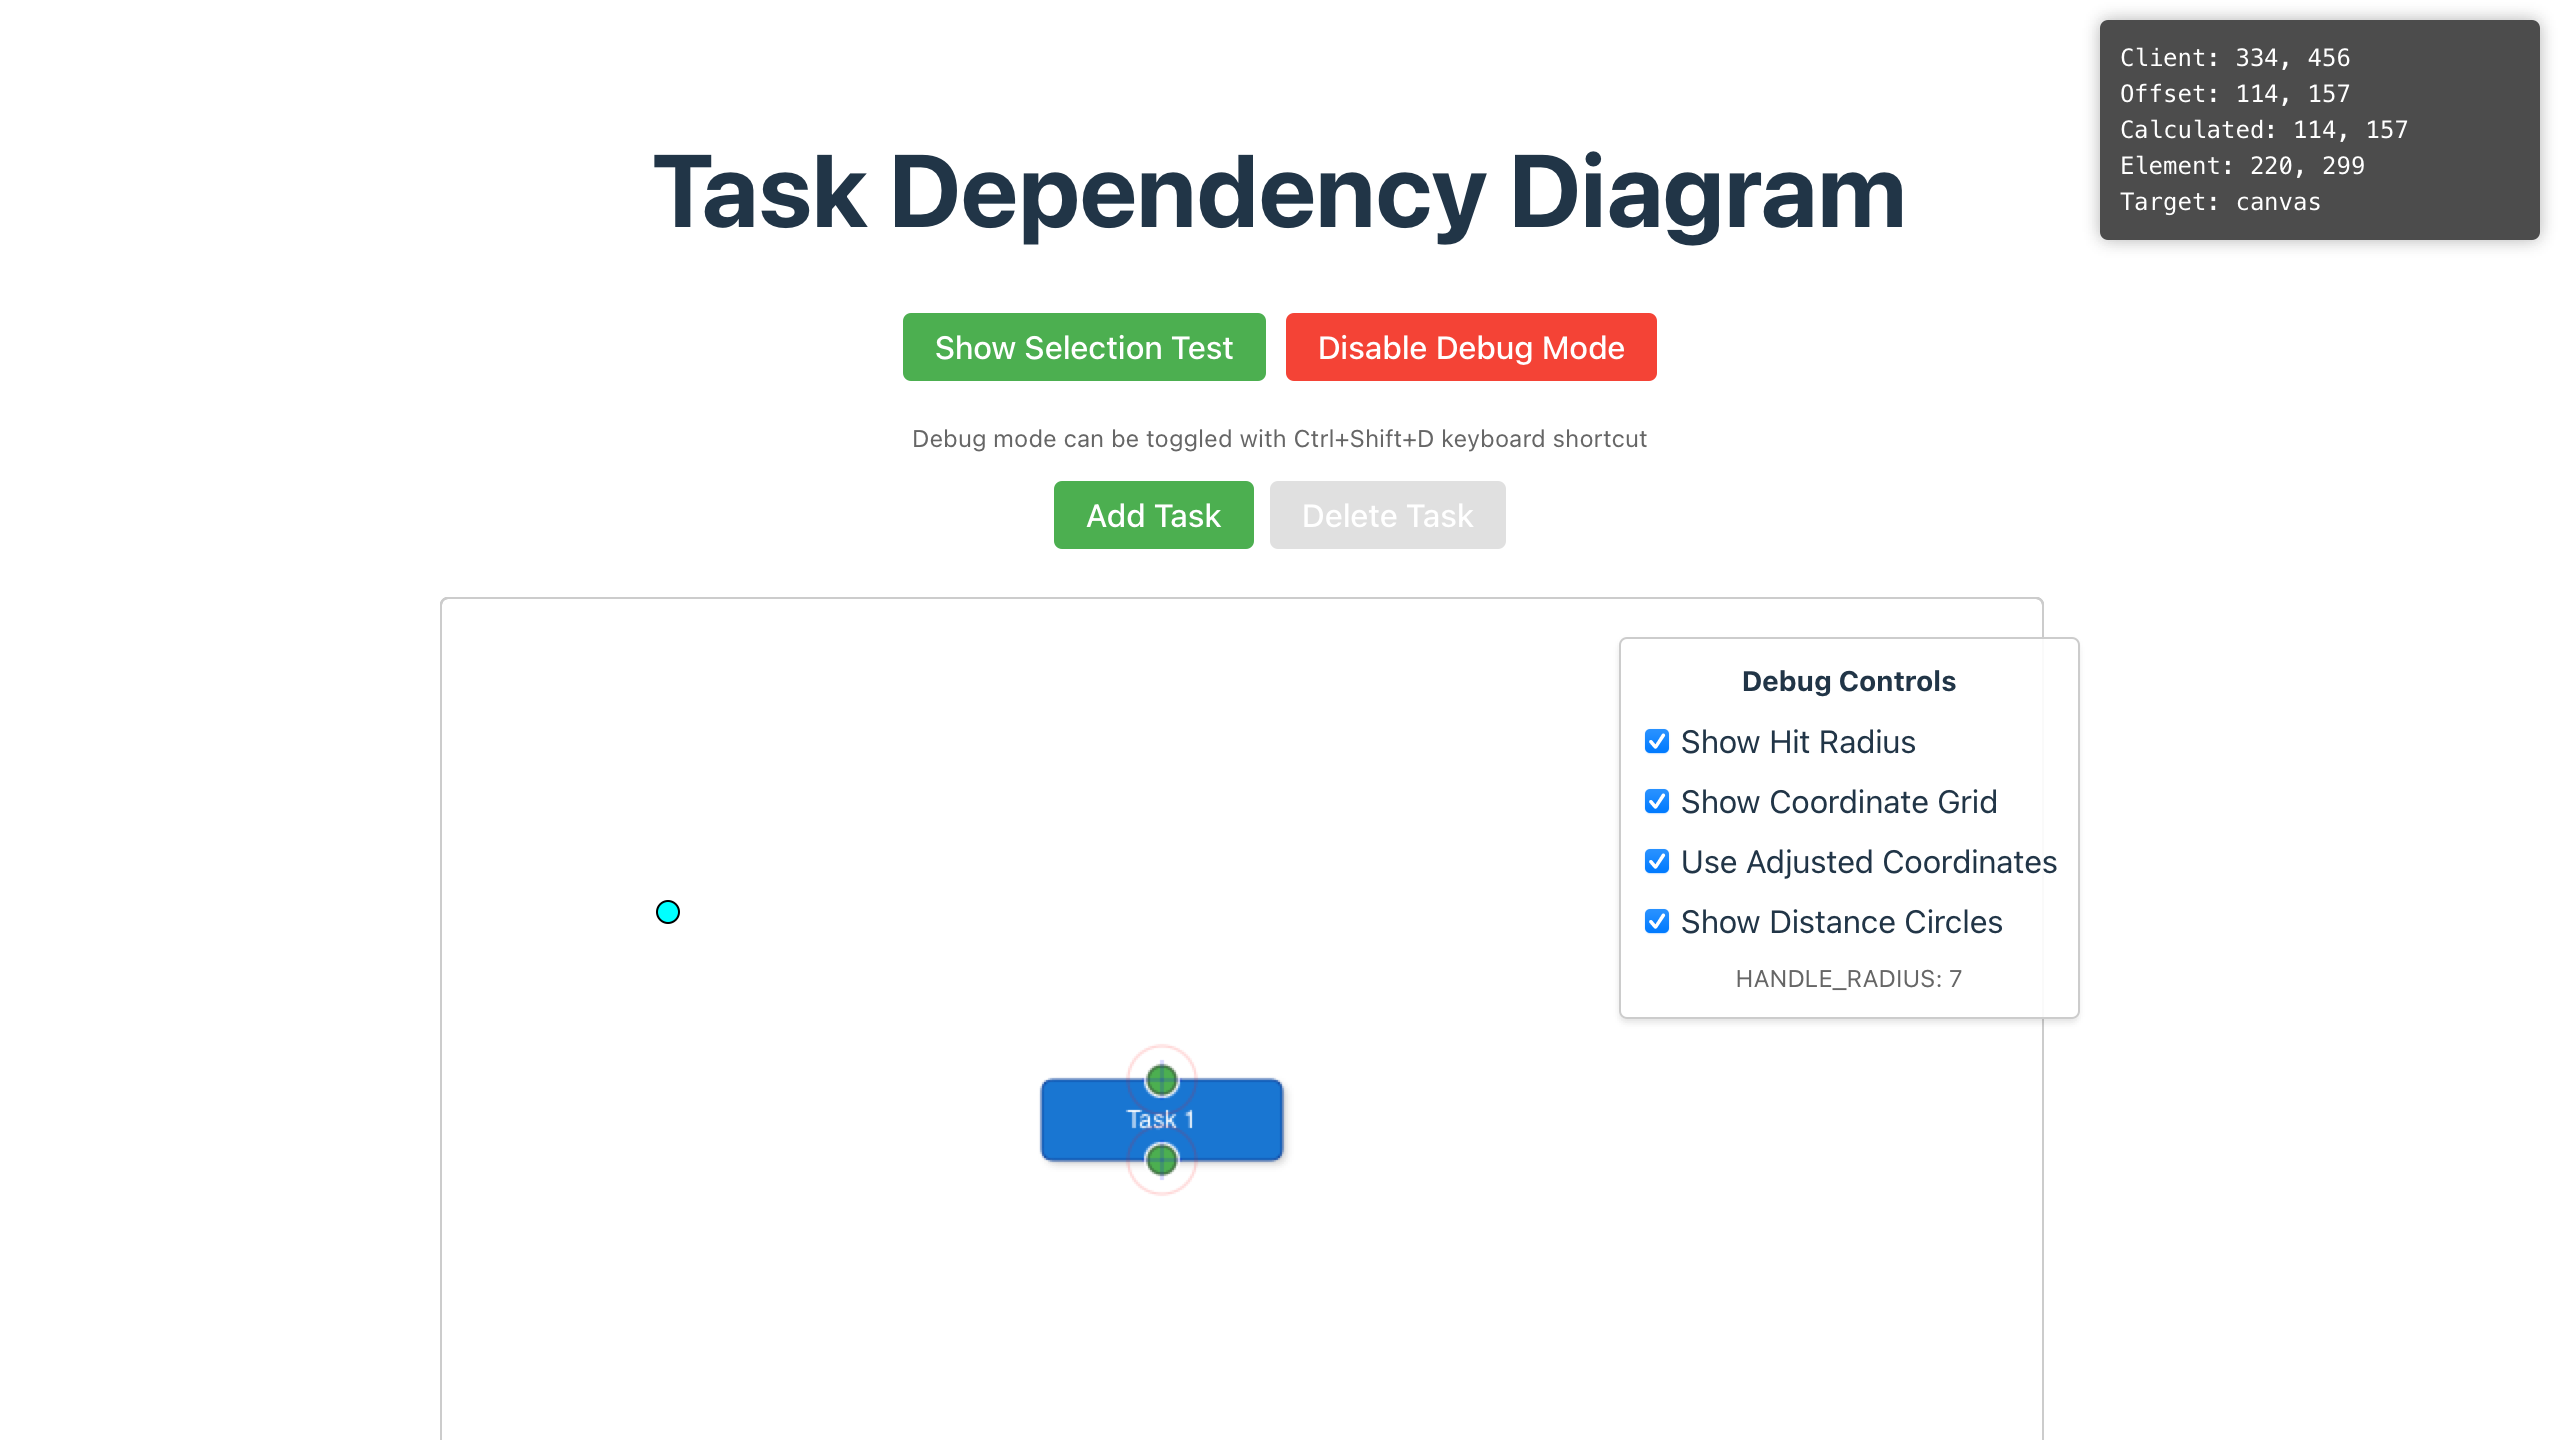 Client: 334, 456
Offset: 114, 157
Calculated: 114, 157
Element: 220, 299
Target: canvas
Task Dependency Diagram
Show Selection Test
Disable Debug Mode
Debug mode can be toggled with Ctrl+Shift+D keyboard shortcut
Add Task
Delete Task
Debug Controls
Show Hit Radius
Show Coordinate Grid
Use Adjusted Coordinates
Show Distance Circles
HANDLE_RADIUS: 7
Task 1